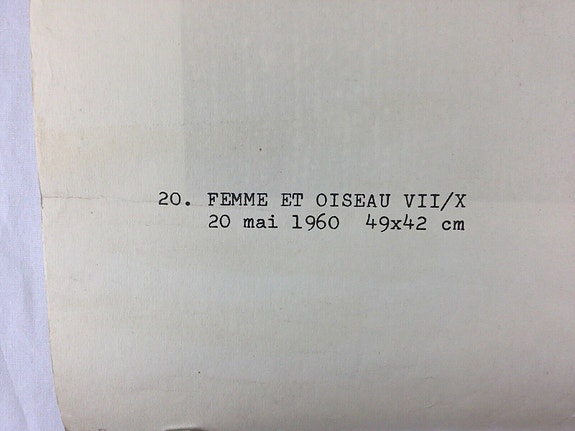 20. FEMME ET OISEAU VII/X
20 mai 1960 49x42 cm